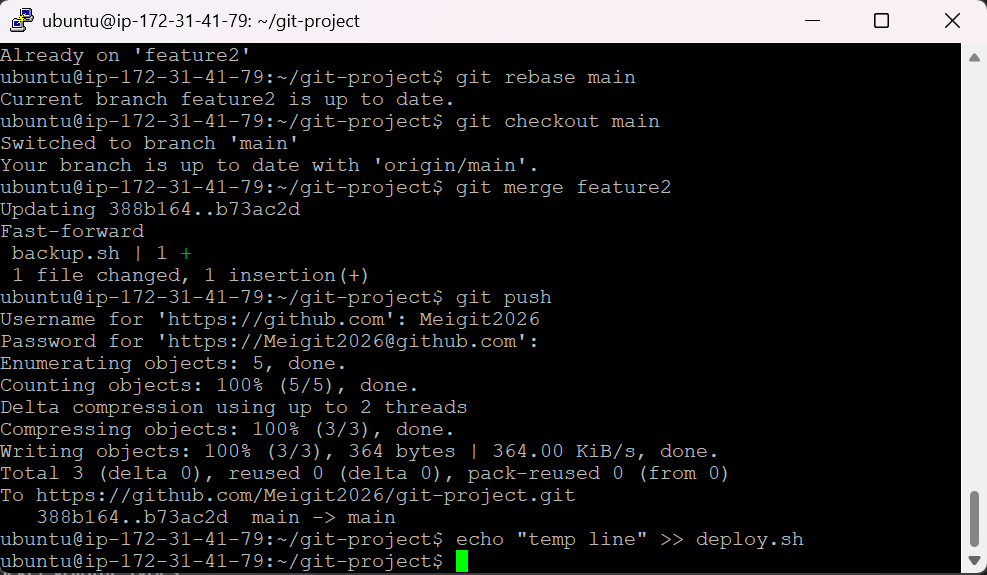 ubuntu@ip-172-31-41-79: ~/git-project
Already on 'feature2'
ubuntu@ip-172-31-41-79:~/git-project$ git rebase main
Current branch feature2 is up to date.
ubuntu@ip-172-31-41-79:~/git-project$ git checkout main
Switched to branch 'main'
Your branch is up to date with 'origin/main'.
ubuntu@ip-172-31-41-79:~/git-project$ git merge feature2
Updating 388b164..b73ac2d
Fast-forward
 backup.sh | 1 +
 1 file changed, 1 insertion(+)
ubuntu@ip-172-31-41-79:~/git-project$ git push
Username for 'https://github.com': Meigit2026
Password for 'https://Meigit2026@github.com':
Enumerating objects: 5, done.
Counting objects: 100% (5/5), done.
Delta compression using up to 2 threads
Compressing objects: 100% (3/3), done.
Writing objects: 100% (3/3), 364 bytes | 364.00 KiB/s, done.
Total 3 (delta 0), reused 0 (delta 0), pack-reused 0 (from 0)
To https://github.com/Meigit2026/git-project.git
   388b164..b73ac2d  main -> main
ubuntu@ip-172-31-41-79:~/git-project$ echo "temp line" >> deploy.sh
ubuntu@ip-172-31-41-79:~/git-project$